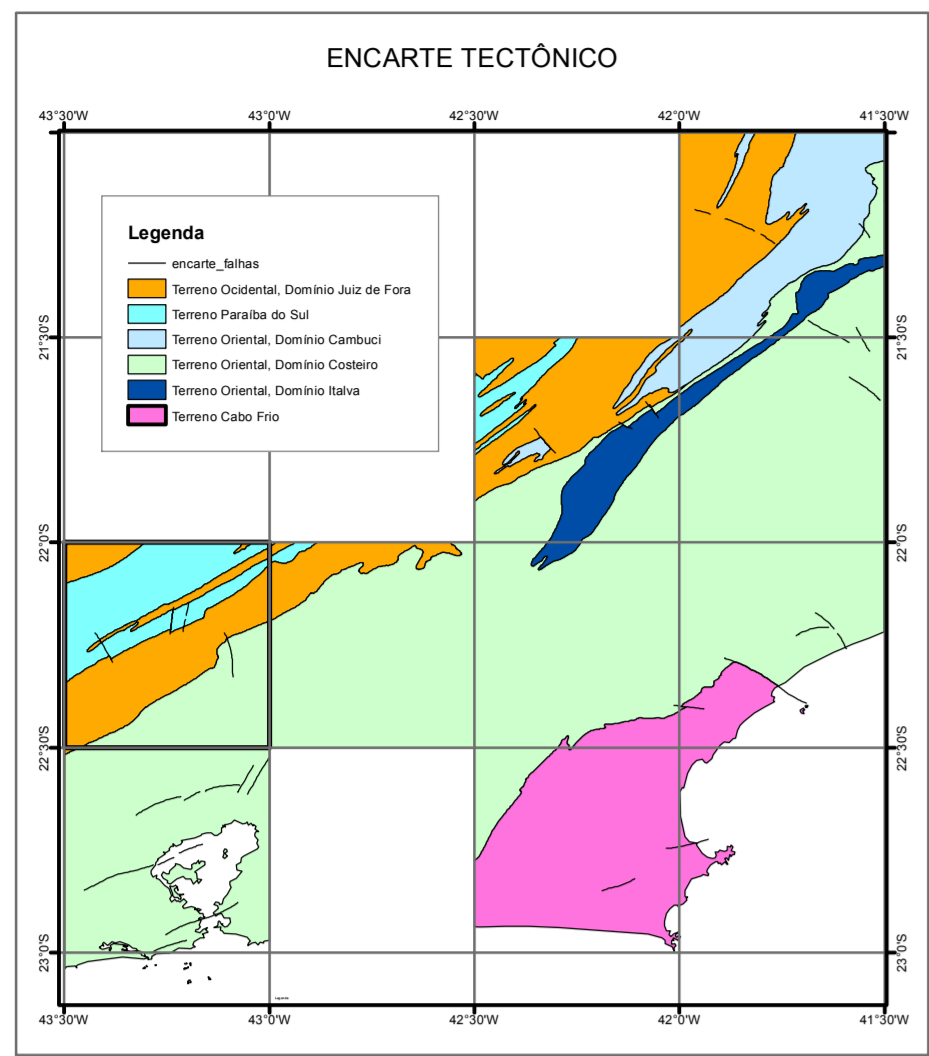 ENCARTE TECTÔNICO
43°30'W 43°0'W 42°30'W 42°0'W 41°30'W
Legenda
encarte_falhas
Terreno Ocidental, Domínio Juiz de Fora
Terreno Paraíba do Sul
Terreno Oriental, Domínio Cambuci
Terreno Oriental, Domínio Costeiro
Terreno Oriental, Domínio Italva
Terreno Cabo Frio
21°30'S 21°30'S
22°0'S 22°0'S
22°30'S 22°30'S
23°0'S 23°0'S
Legenda
43°30'W 43°0'W 42°30'W 42°0'W 41°30'W